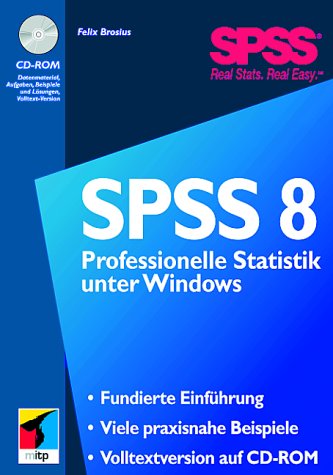 Felix Brosius
CD-ROM
Datenmaterial,
Aufgaben, Beispiele
und Lösungen,
Volltext-Version
SPSS
Real Stats. Real Easy.™
SPSS 8
Professionelle Statistik
unter Windows
• Fundierte Einführung
• Viele praxisnahe Beispiele
• Volltextversion auf CD-ROM
mitp